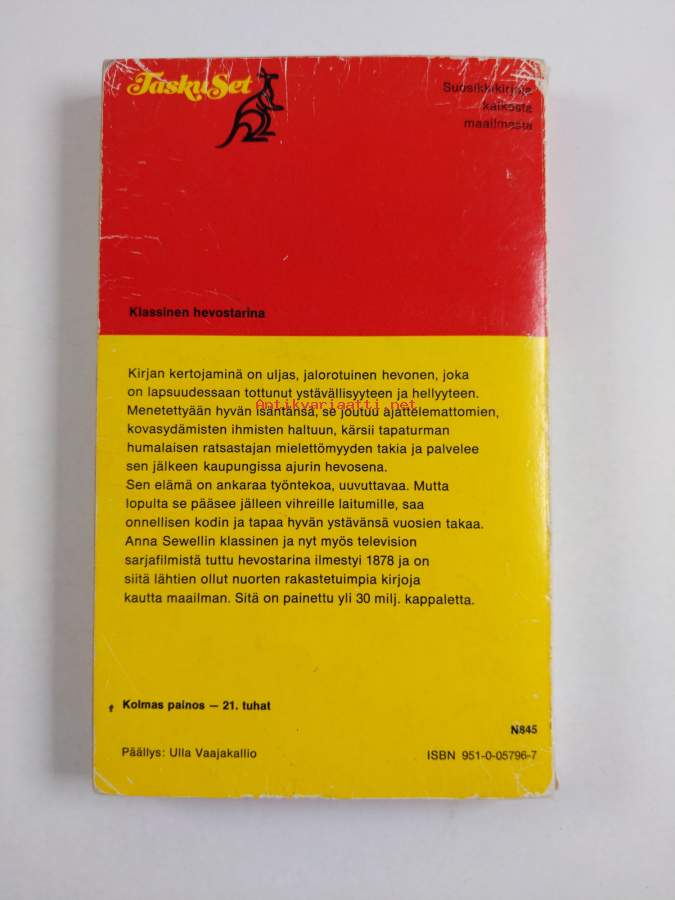 TaskuSet
Suosikkikirjoja
kaikesta
maailmasta
Klassinen hevostarina
Kirjan kertojaminä on uljas, jalorotuinen hevonen, joka
on lapsuudessaan tottunut ystävällisyyteen ja hellyyteen.
Antikvariaatti.net
Menetettyään hyvän isäntänsä, se joutuu ajattelemattomien,
kovasydämisten ihmisten haltuun, kärsii tapaturman
humalaisen ratsastajan mielettömyyden takia ja palvelee
sen jälkeen kaupungissa ajurin hevosena.
Sen elämä on ankaraa työntekoa, uuvuttavaa. Mutta
lopulta se pääsee jälleen vihreille laitumille, saa
onnellisen kodin ja tapaa hyvän ystävänsä vuosien takaa.
Anna Sewellin klassinen ja nyt myös television
sarjafilmistä tuttu hevostarina ilmestyi 1878 ja on
siitä lähtien ollut nuorten rakastetuimpia kirjoja
kautta maailman. Sitä on painettu yli 30 milj. kappaletta.
Kolmas painos — 21. tuhat
N845
Päällys: Ulla Vaajakallio
ISBN 951-0-05796-7